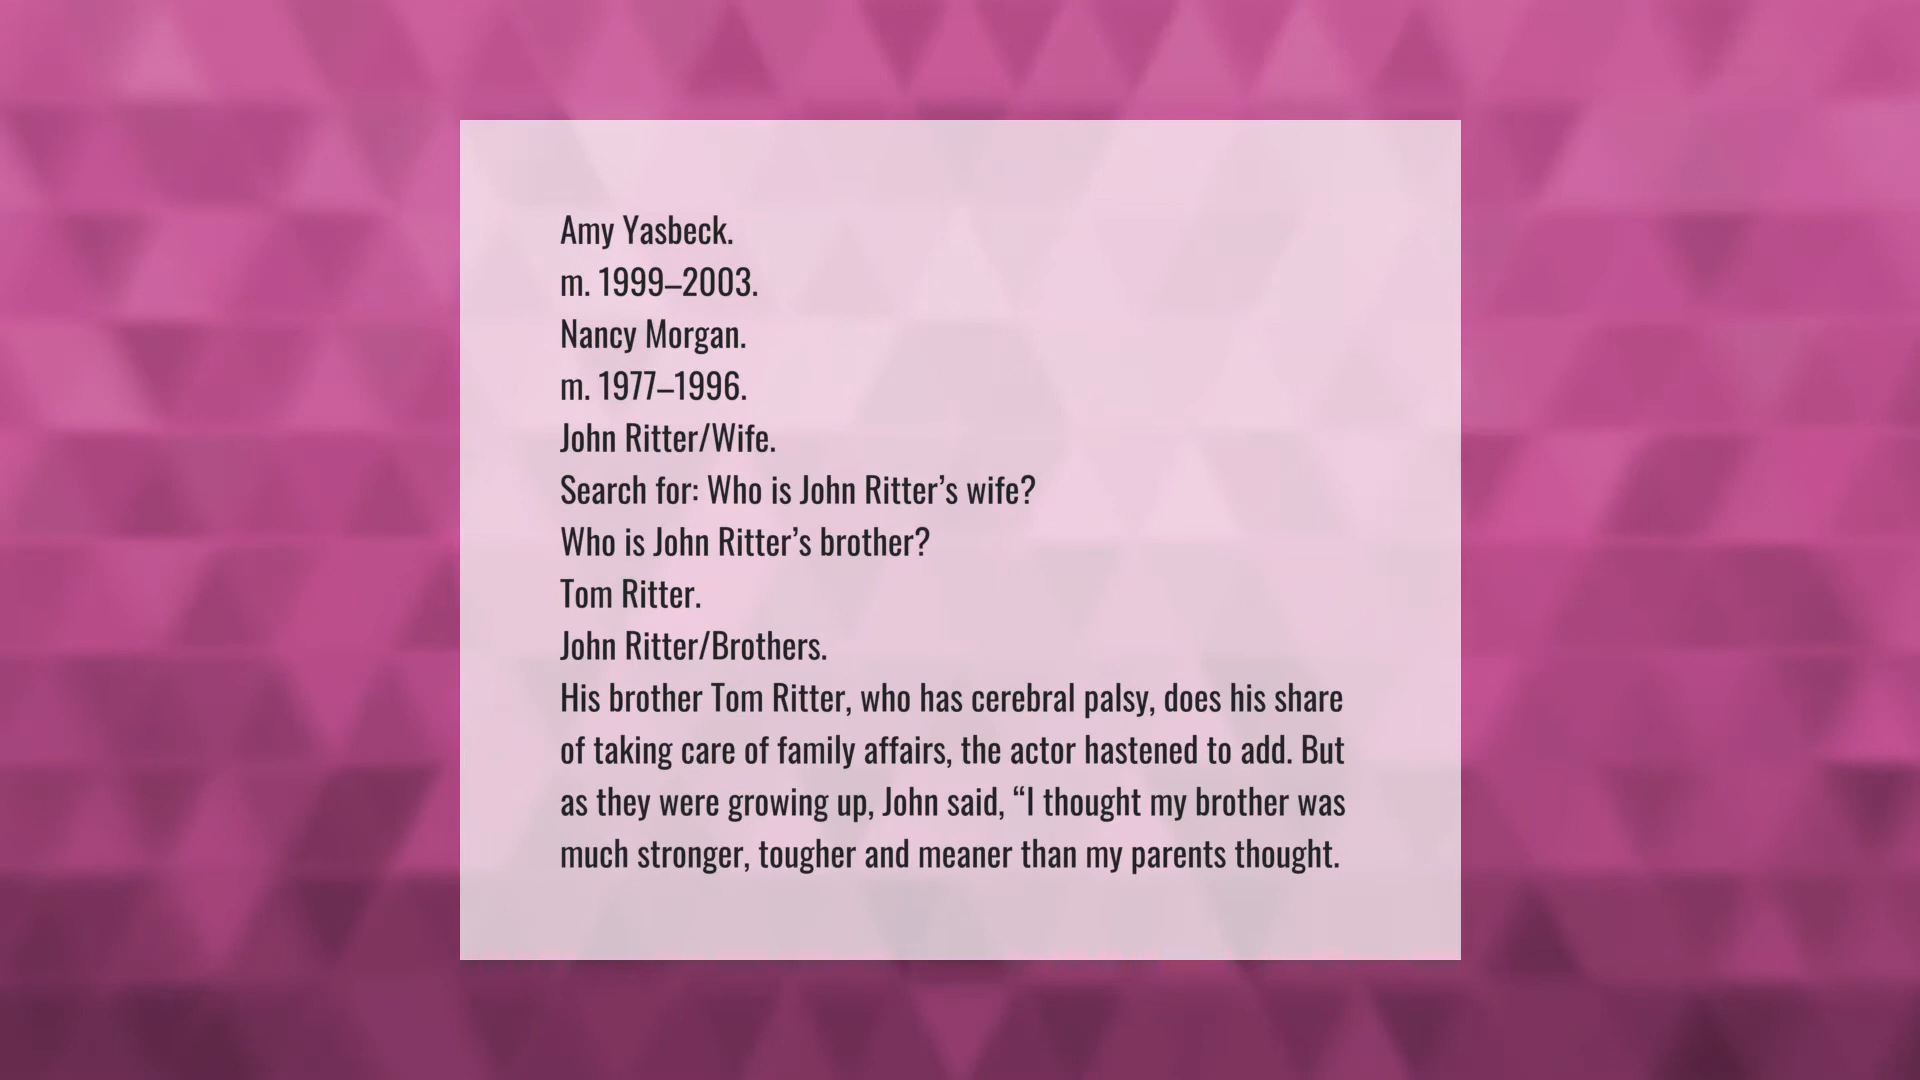 Amy Yasbeck.
m. 1999–2003.
Nancy Morgan.
m. 1977–1996.
John Ritter/Wife.
Search for: Who is John Ritter’s wife?
Who is John Ritter’s brother?
Tom Ritter.
John Ritter/Brothers.
His brother Tom Ritter, who has cerebral palsy, does his share
of taking care of family affairs, the actor hastened to add. But
as they were growing up, John said, “I thought my brother was
much stronger, tougher and meaner than my parents thought.